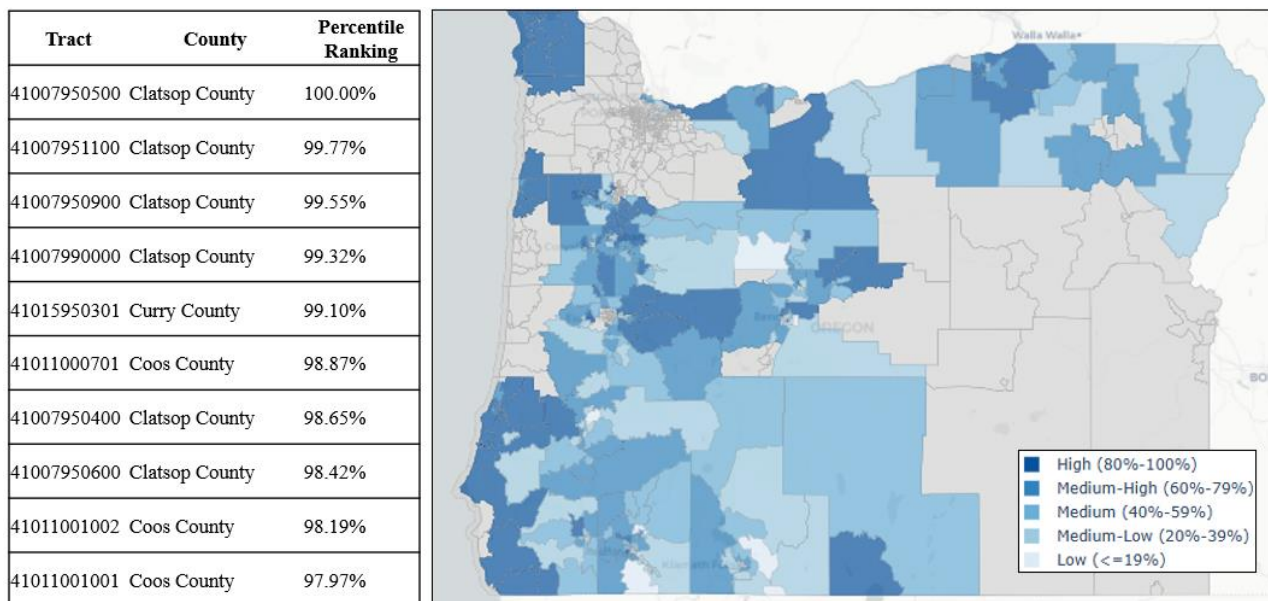 Tract County Percentile Ranking
41007950500 Clatsop County 100.00%
41007951100 Clatsop County 99.77%
41007950900 Clatsop County 99.55%
41007990000 Clatsop County 99.32%
41015950301 Curry County 99.10%
41011000701 Coos County 98.87%
41007950400 Clatsop County 98.65%
41007950600 Clatsop County 98.42%
41011001002 Coos County 98.19%
41011001001 Coos County 97.97%
Walla Walla
OREGON
BO
High (80%-100%)
Medium-High (60%-79%)
Medium (40%-59%)
Medium-Low (20%-39%)
Low (<=19%)